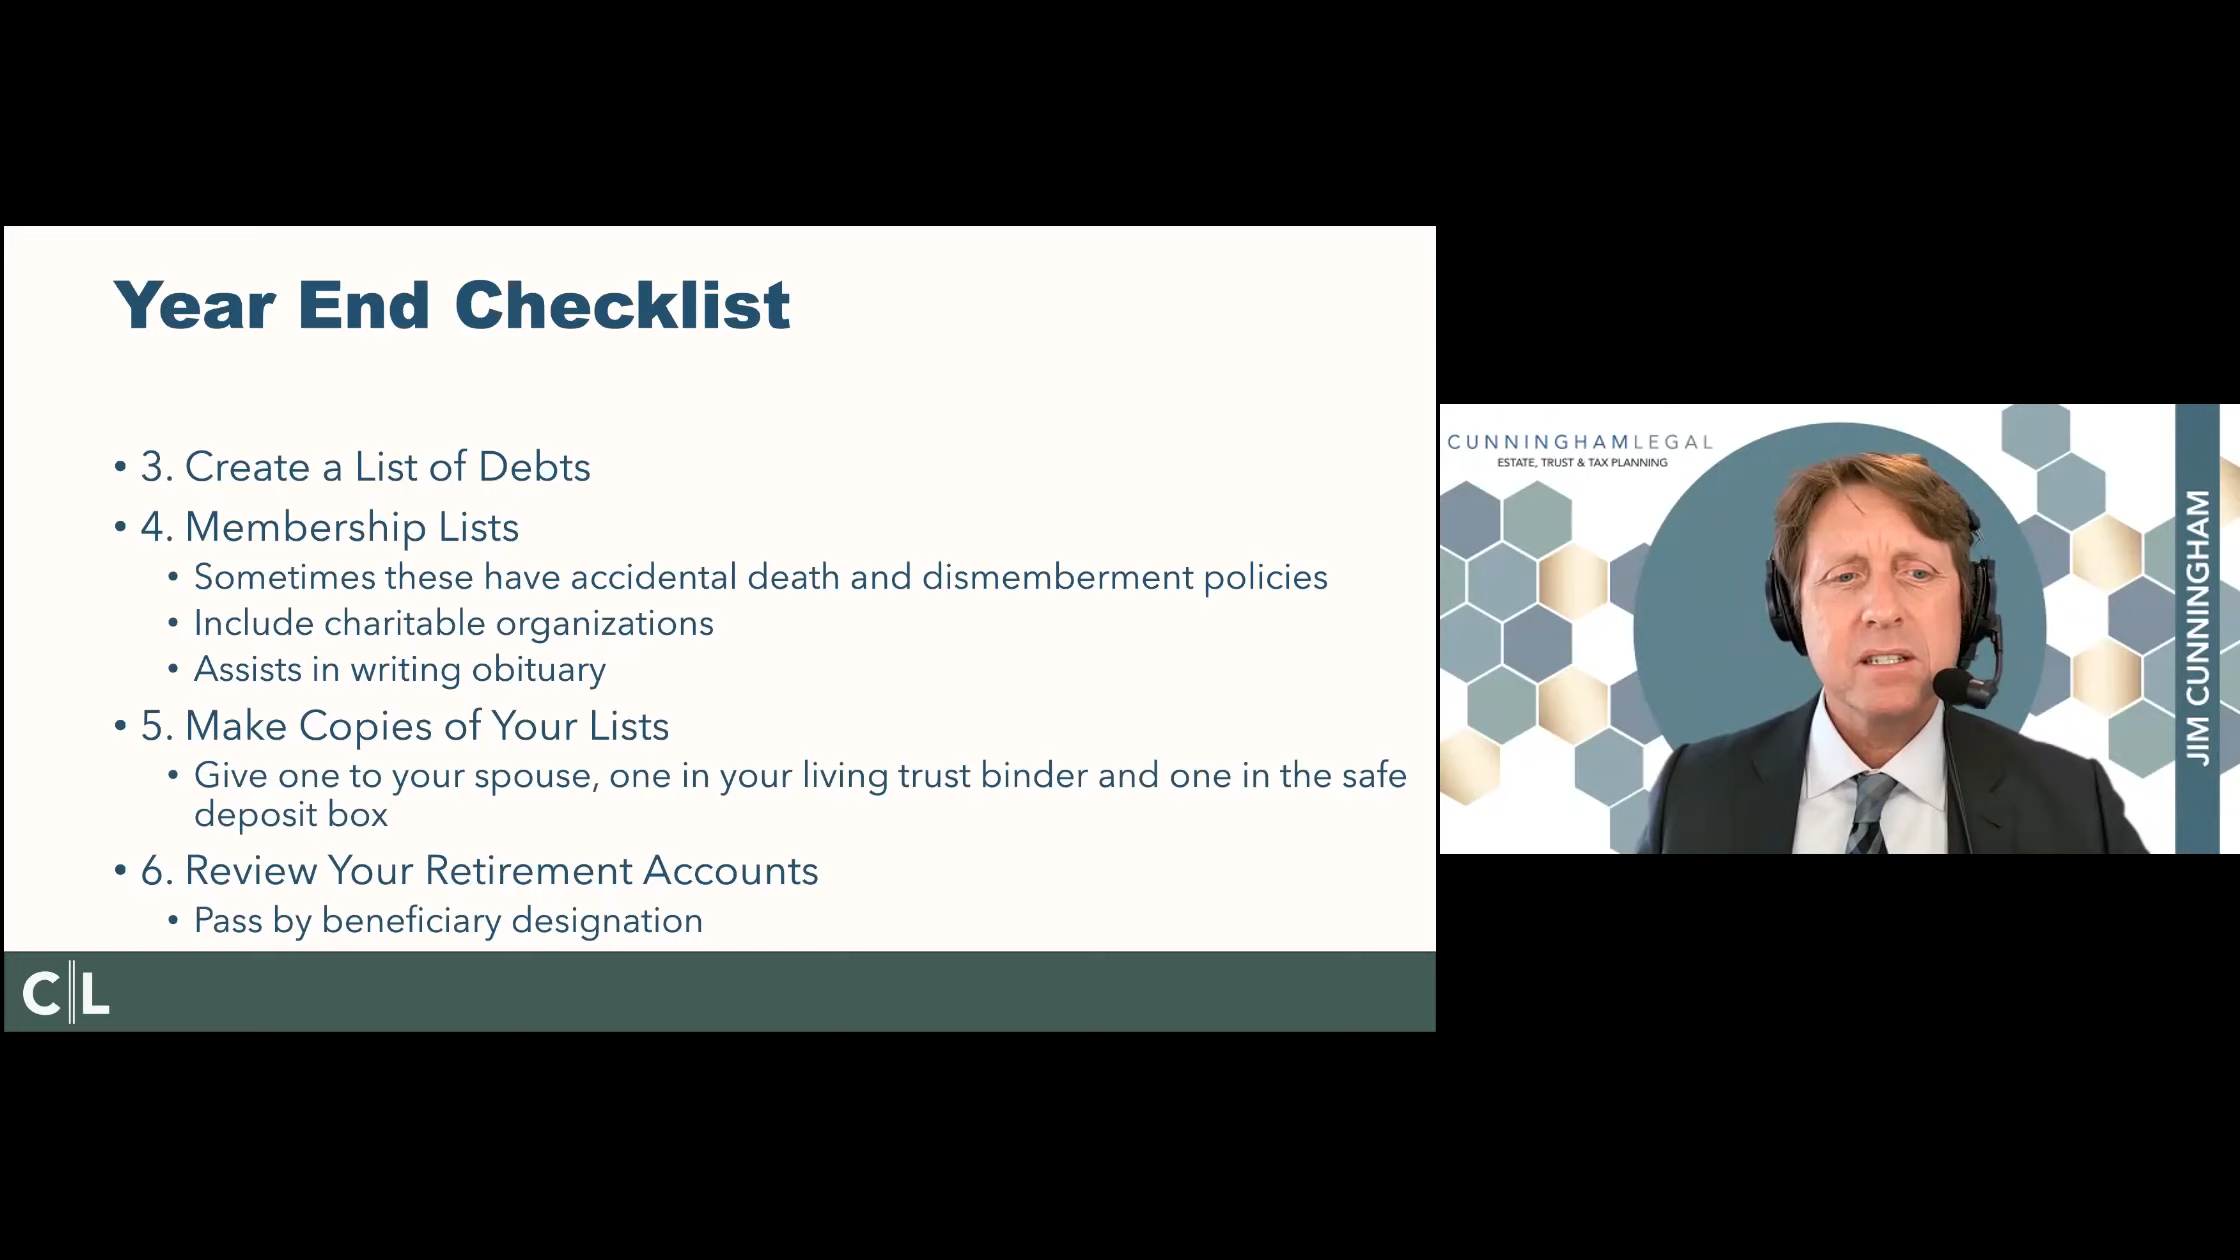 Year End Checklist
• 3. Create a List of Debts
• 4. Membership Lists
• Sometimes these have accidental death and dismemberment policies
• Include charitable organizations
• Assists in writing obituary
• 5. Make Copies of Your Lists
• Give one to your spouse, one in your living trust binder and one in the safe
deposit box
• 6. Review Your Retirement Accounts
• Pass by beneficiary designation
C L
CUNNINGHAMLEGAL
ESTATE, TRUST & TAX PLANNING
JIM CUNNINGHAM